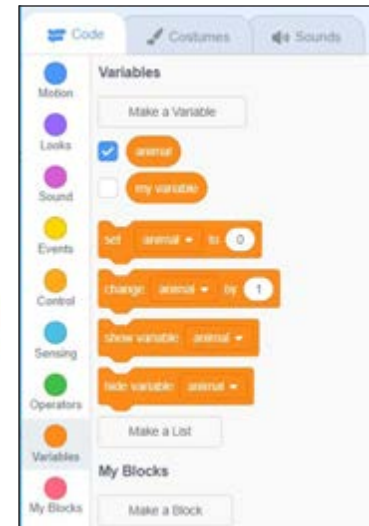 Code
Costumes
Sounds
Motion
Looks
Sound
Events
Control
Sensing
Operators
Variables
My Blocks
Variables
Make a Variable
animal
my variable
set animal to 0
change animal by 1
show variable animal
hide variable animal
Make a List
My Blocks
Make a Block